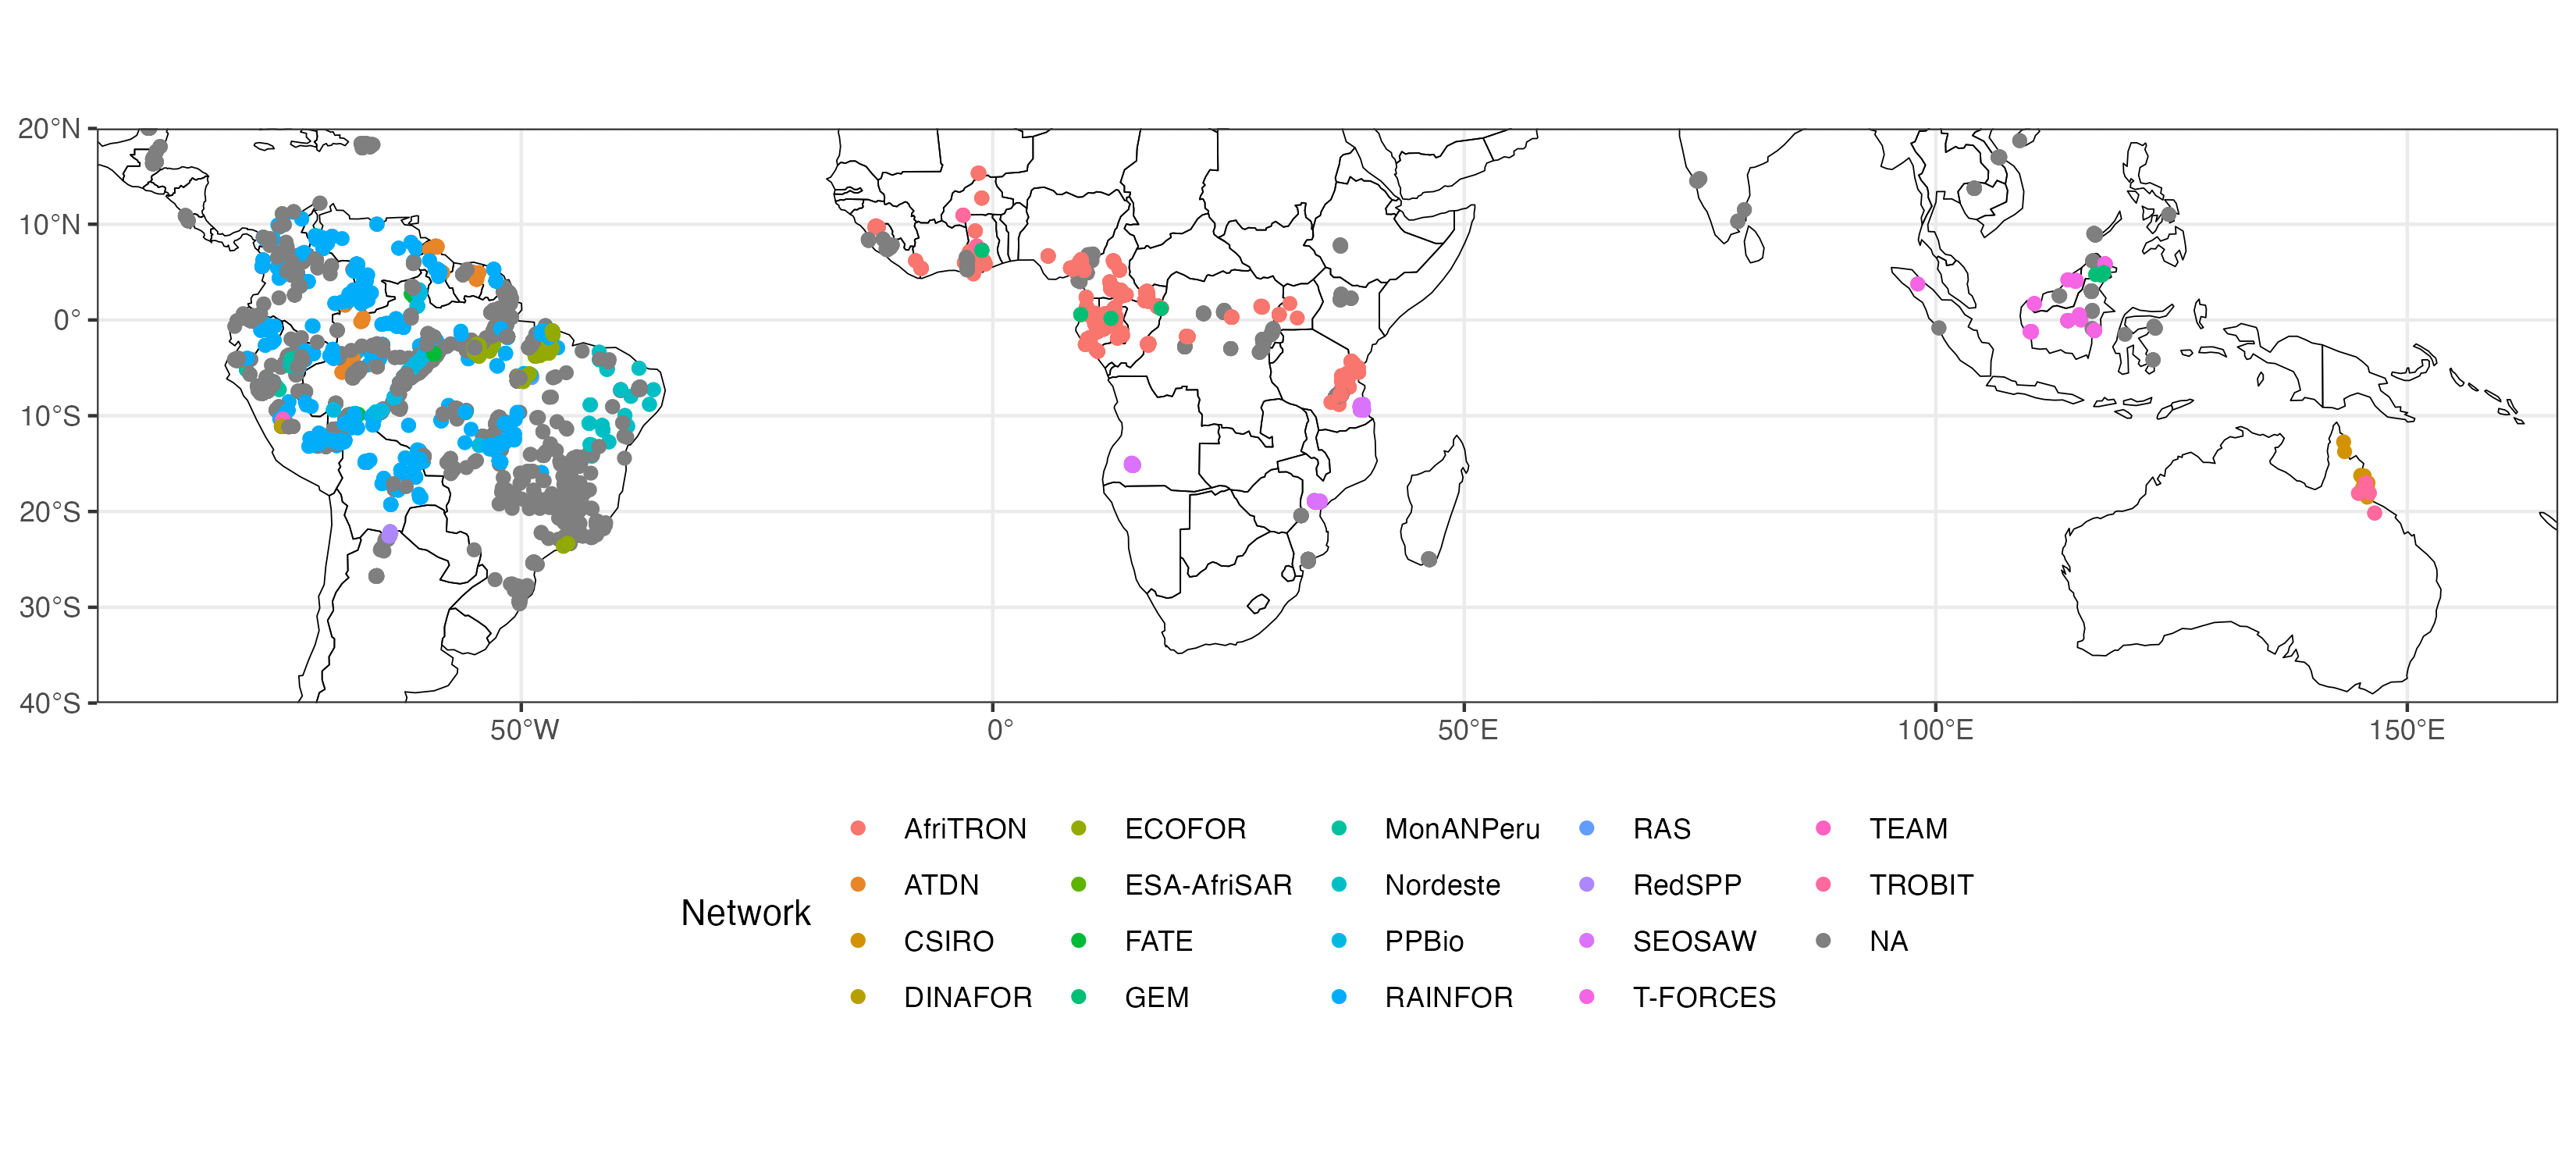 20°N
10°N
0°
10°S
20°S
30°S
40°S
50°W 0° 50°E 100°E 150°E
Network
AfriTRON ECOFOR MonANPeru RAS TEAM
ATDN ESA-AfriSAR Nordeste RedSPP TROBIT
CSIRO FATE PPBio SEOSAW NA
DINAFOR GEM RAINFOR T-FORCES